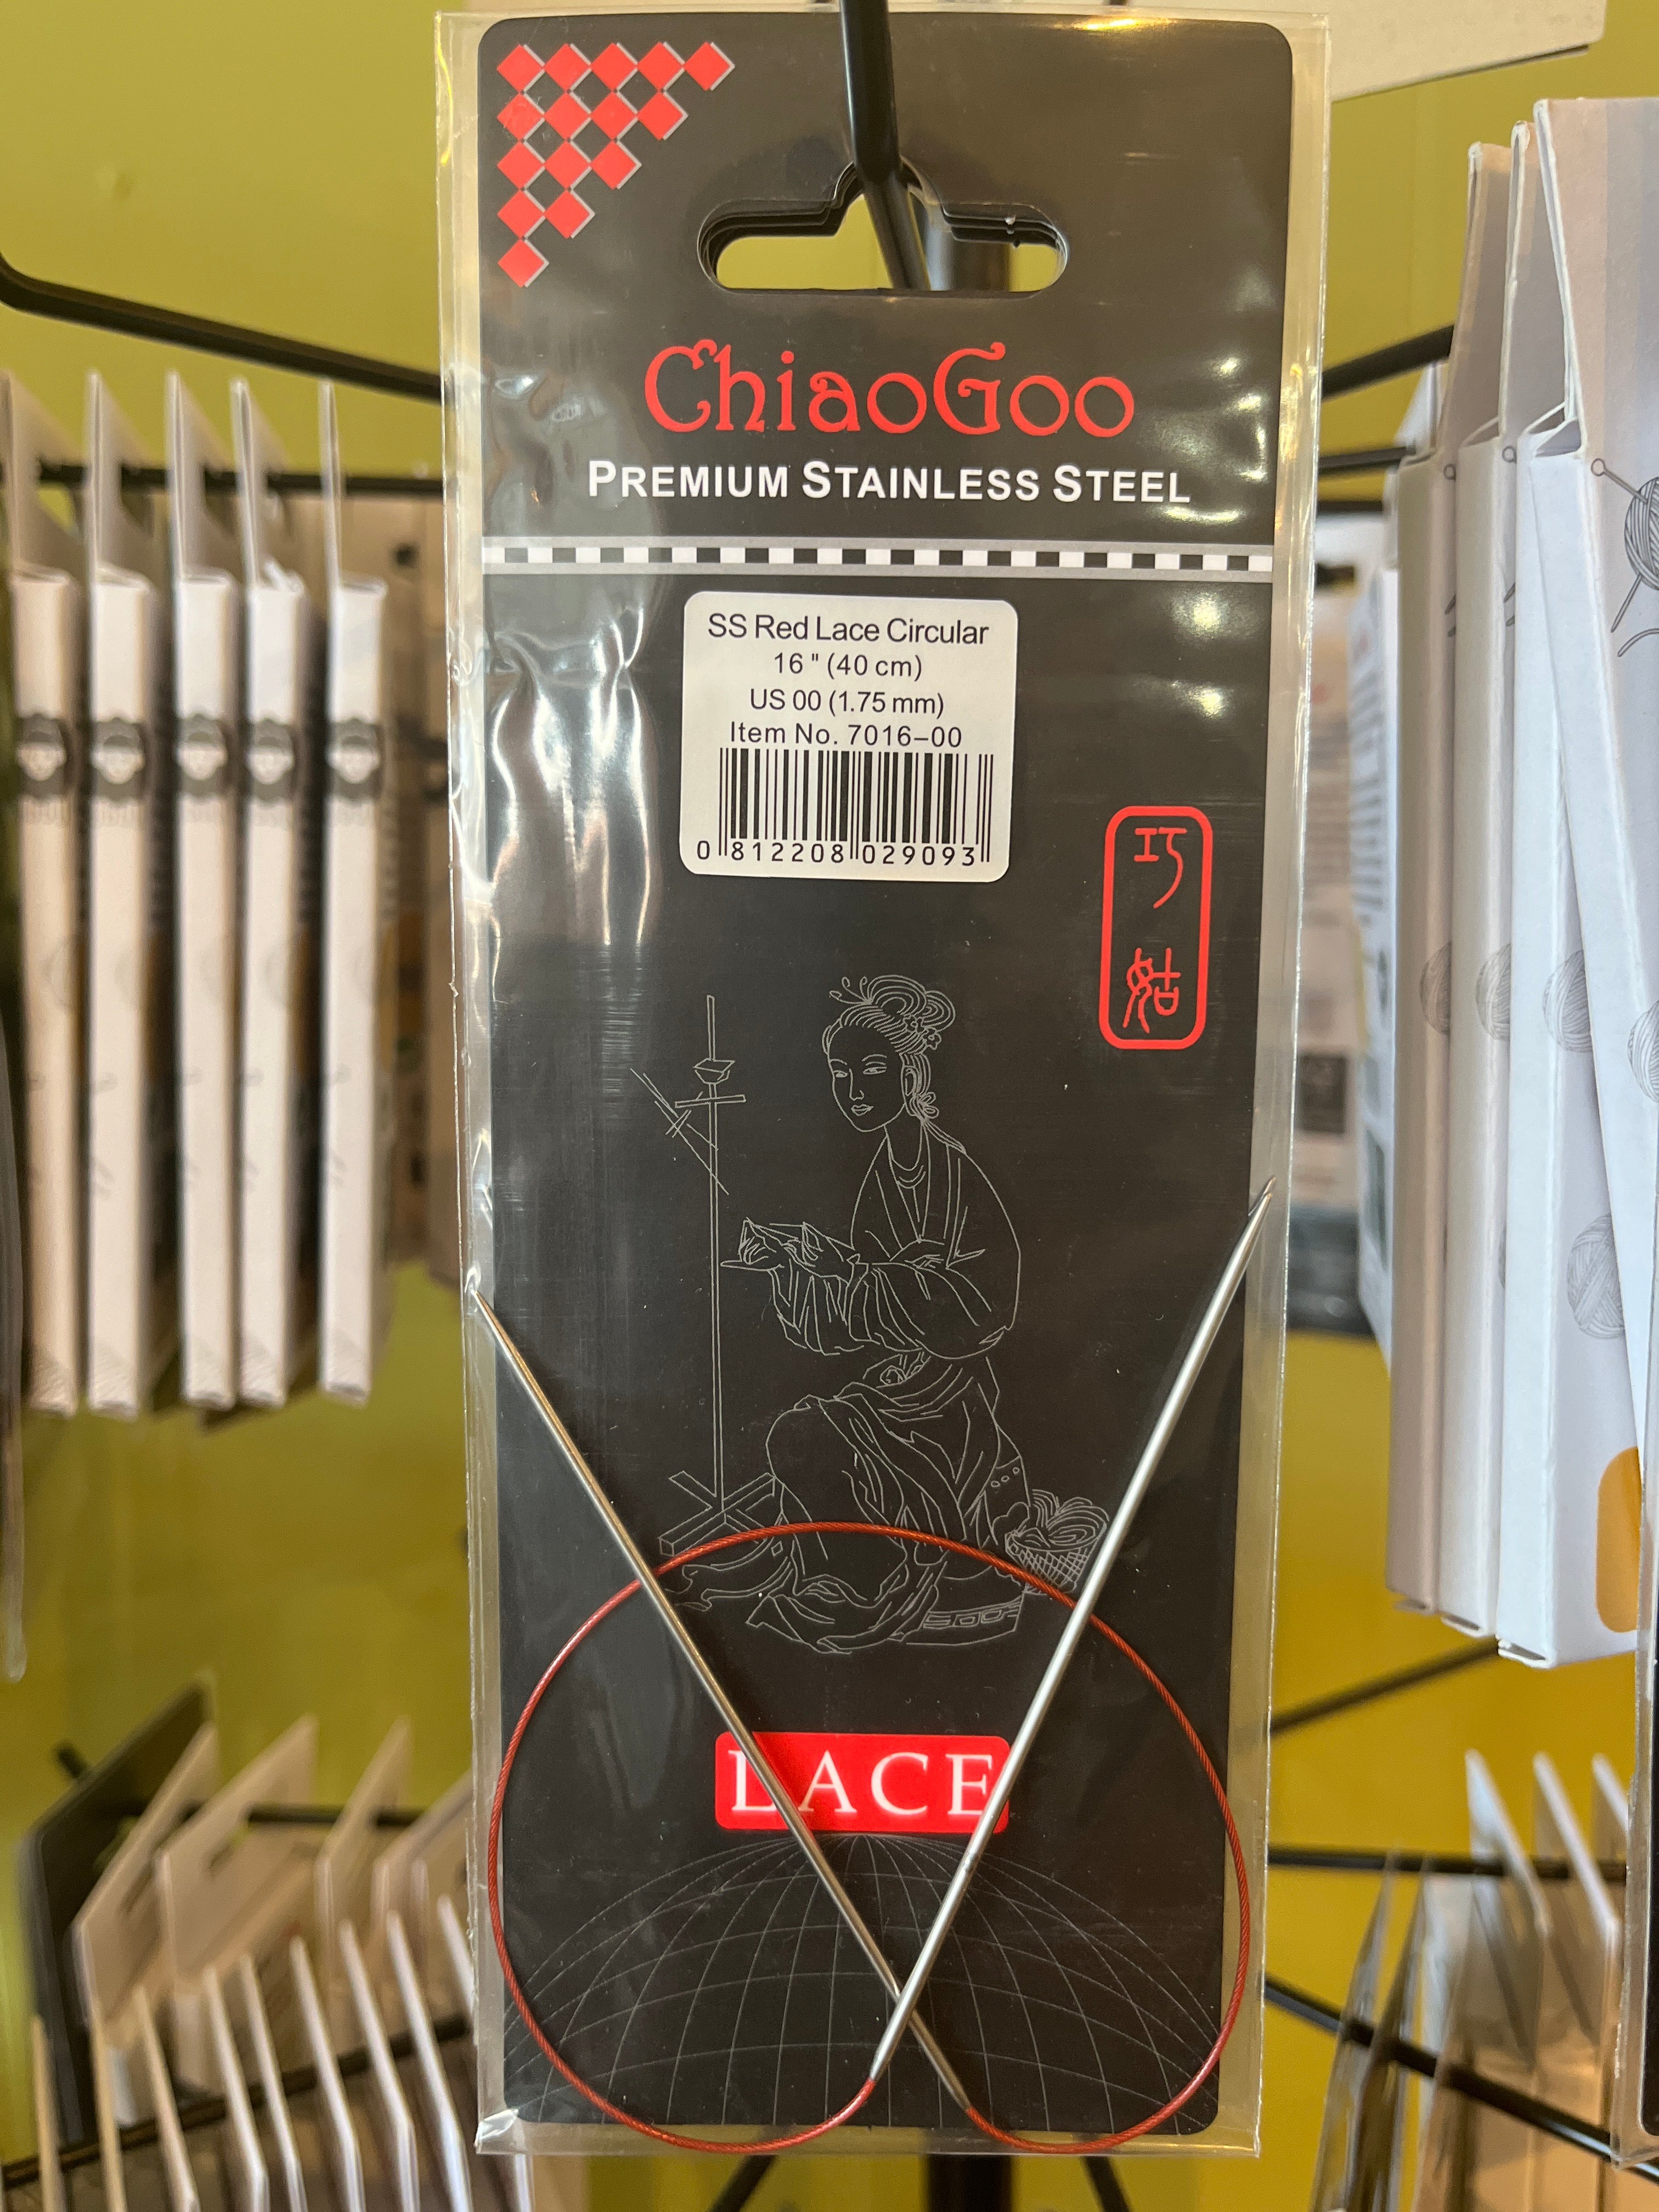 ChiaoGoo
PREMIUM STAINLESS STEEL
SS Red Lace Circular
16 " (40 cm)
US 00 (1.75 mm)
Item No. 7016–00
0 812208 029093
巧
姑
LACE